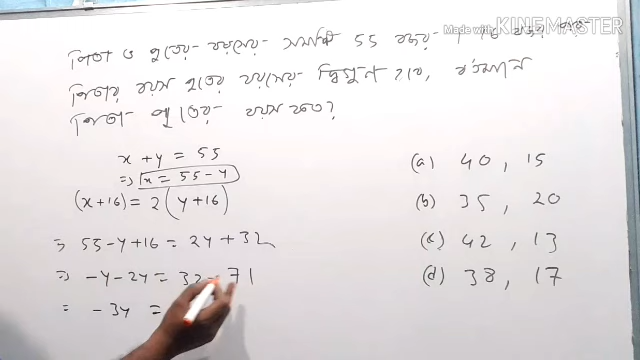 Made with KINEMASTER
পিতা ও পুত্রের বয়সের সমষ্টি 55 বছর। 16 বছর পর
পিতার বয়স পুত্রের বয়সের দ্বিগুণ হবে, বর্তমান
পিতা পুত্রের বয়স কত?
x + y = 55
⇒ x = 55 - y
(x+16) = 2(y+16)
⇒ 55 - y + 16 = 2y + 32
⇒ -y - 2y = 32 - 71
= -3y =
(a) 40, 15
(b) 35, 20
(c) 42, 13
(d) 38, 17